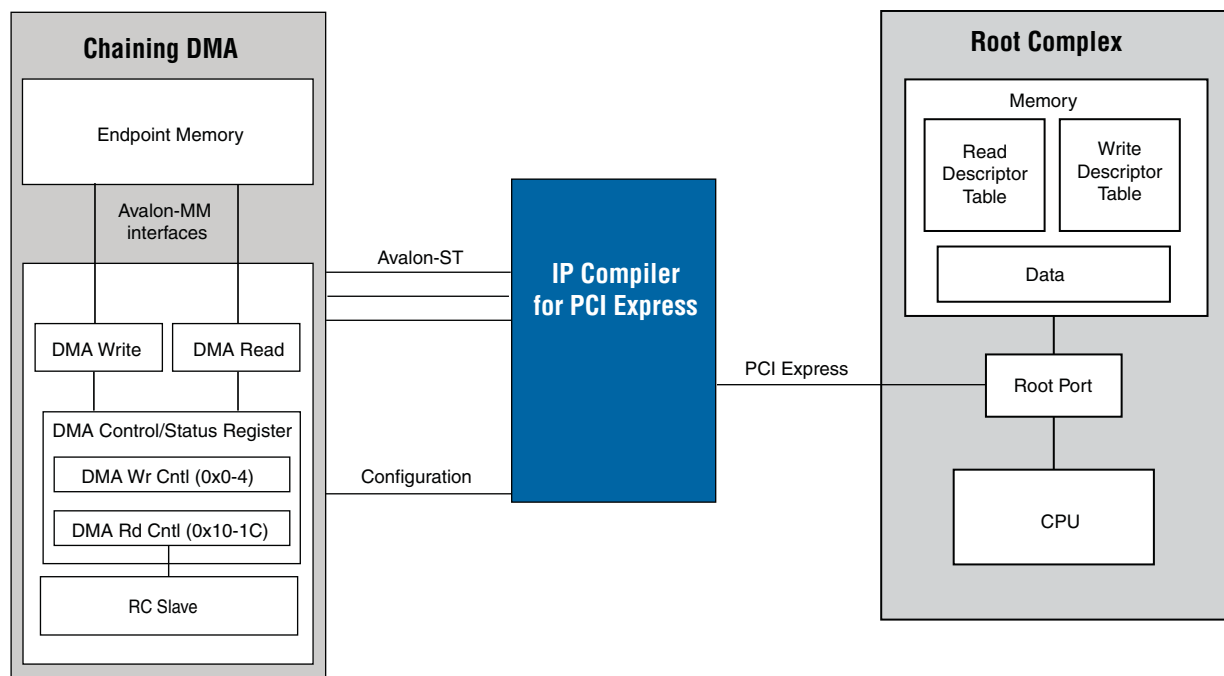 Chaining DMA
Endpoint Memory
Avalon-MM
interfaces
DMA Write
DMA Read
DMA Control/Status Register
DMA Wr Cntl (0x0-4)
DMA Rd Cntl (0x10-1C)
RC Slave
Avalon-ST
Configuration
IP Compiler
for PCI Express
PCI Express
Root Complex
Memory
Read
Descriptor
Table
Write
Descriptor
Table
Data
Root Port
CPU